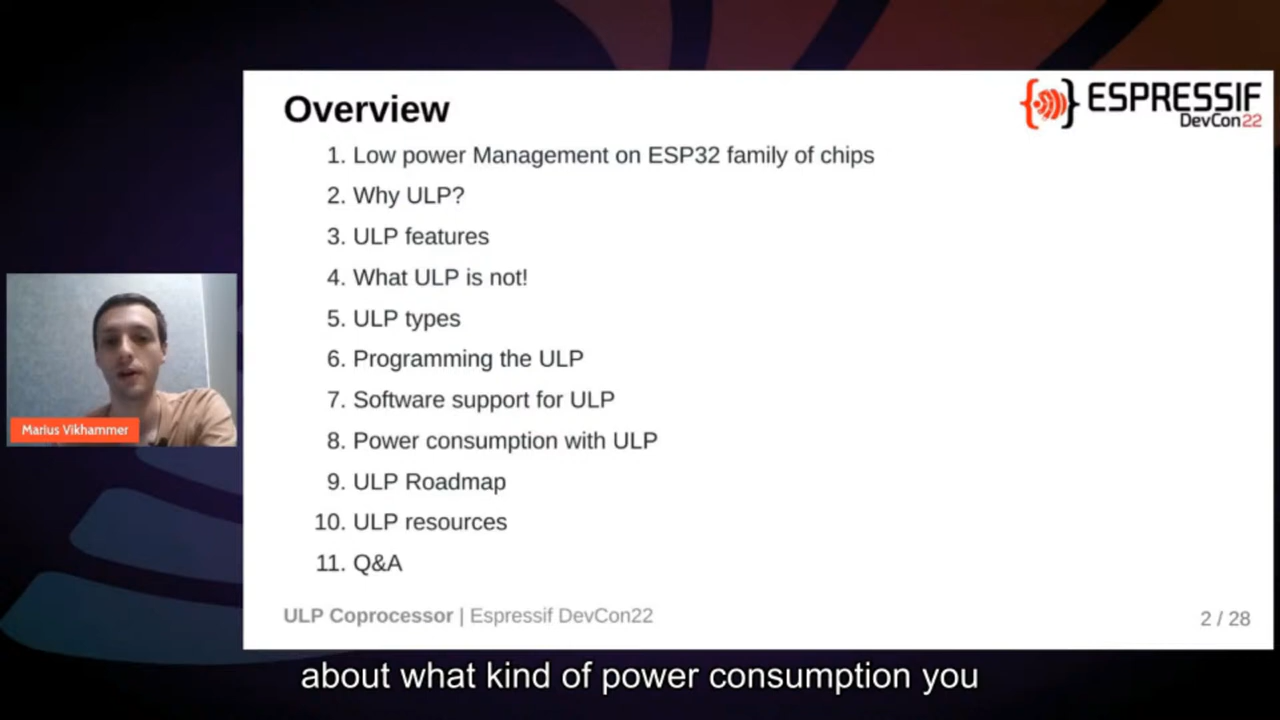 Overview
ESPRESSIF
DevCon22
1. Low power Management on ESP32 family of chips
2. Why ULP?
3. ULP features
4. What ULP is not!
5. ULP types
6. Programming the ULP
7. Software support for ULP
8. Power consumption with ULP
9. ULP Roadmap
10. ULP resources
11. Q&A
Marius Vikhammer
ULP Coprocessor | Espressif DevCon22
2 / 28
about what kind of power consumption you